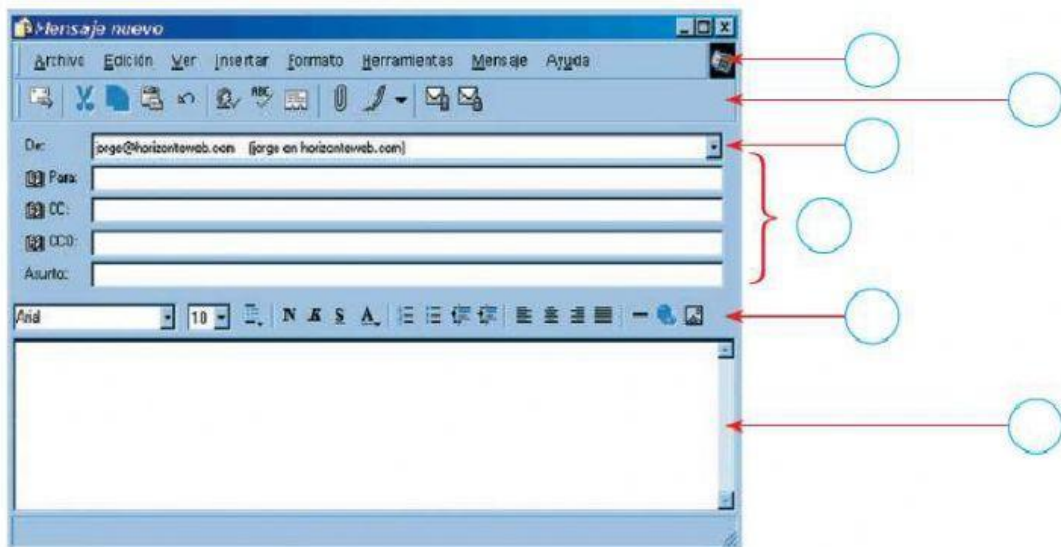 Mensaje nuevo
Archivo Edición Ver Insertar Formato Herramientas Mensaje Ayuda
ABC
De: jorge@horizonteweb.com (jorge en horizonteweb.com)
Para:
CC:
CCO:
Asunto:
Arial 10 N K S A